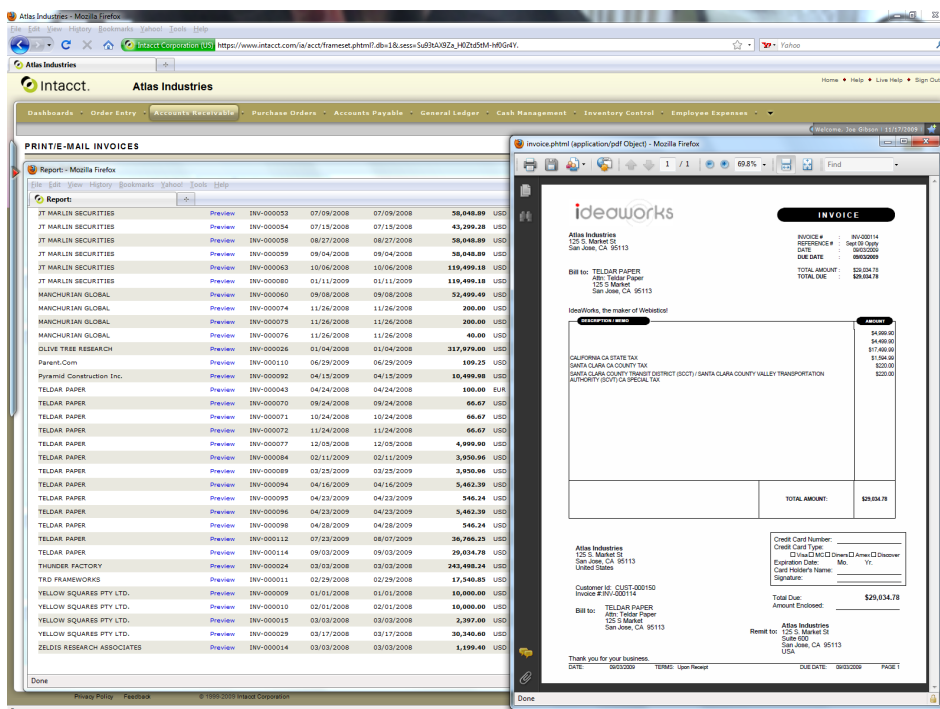 Atlas Industries - Mozilla Firefox
File Edit View History Bookmarks Yahoo! Tools Help
Intacct Corporation (US) https://www.intacct.com/ia/acct/frameset.phtml?.db=1&.sess=Su93tAX9Za_H0Ztd5tM-hf0Gr4Y.
Yahoo
Atlas Industries
Intacct. Atlas Industries
Home Help Live Help Sign Out
Dashboards Order Entry Accounts Receivable Purchase Orders Accounts Payable General Ledger Cash Management Inventory Control Employee Expenses
Welcome, Joe Gibson : 11/17/2009
PRINT/E-MAIL INVOICES
Report: - Mozilla Firefox
File Edit View History Bookmarks Yahoo! Tools Help
Report:
JT MARLIN SECURITIES Preview INV-000053 07/09/2008 07/09/2008 58,048.89 USD
JT MARLIN SECURITIES Preview INV-000054 07/15/2008 07/15/2008 43,299.28 USD
JT MARLIN SECURITIES Preview INV-000058 08/27/2008 08/27/2008 58,048.89 USD
JT MARLIN SECURITIES Preview INV-000059 09/04/2008 09/04/2008 58,048.89 USD
JT MARLIN SECURITIES Preview INV-000063 10/06/2008 10/06/2008 119,499.18 USD
JT MARLIN SECURITIES Preview INV-000080 01/11/2009 01/11/2009 119,499.18 USD
MANCHURIAN GLOBAL Preview INV-000060 09/08/2008 09/08/2008 52,499.49 USD
MANCHURIAN GLOBAL Preview INV-000074 11/26/2008 11/26/2008 200.00 USD
MANCHURIAN GLOBAL Preview INV-000075 11/26/2008 11/26/2008 200.00 USD
MANCHURIAN GLOBAL Preview INV-000076 11/26/2008 11/26/2008 40.00 USD
OLIVE TREE RESEARCH Preview INV-000026 01/04/2008 01/04/2008 317,979.00 USD
Parent.Com Preview INV-000110 06/29/2009 06/29/2009 109.25 USD
Pyramid Construction Inc. Preview INV-000092 04/15/2009 04/15/2009 10,499.98 USD
TELDAR PAPER Preview INV-000043 04/24/2008 04/24/2008 100.00 EUR
TELDAR PAPER Preview INV-000070 09/24/2008 09/24/2008 66.67 USD
TELDAR PAPER Preview INV-000071 10/24/2008 10/24/2008 66.67 USD
TELDAR PAPER Preview INV-000072 11/24/2008 11/24/2008 66.67 USD
TELDAR PAPER Preview INV-000077 12/05/2008 12/05/2008 4,999.90 USD
TELDAR PAPER Preview INV-000084 02/11/2009 02/11/2009 3,950.96 USD
TELDAR PAPER Preview INV-000089 03/25/2009 03/25/2009 3,950.96 USD
TELDAR PAPER Preview INV-000094 04/16/2009 04/16/2009 5,462.39 USD
TELDAR PAPER Preview INV-000095 04/23/2009 04/23/2009 546.24 USD
TELDAR PAPER Preview INV-000096 04/23/2009 04/23/2009 5,462.39 USD
TELDAR PAPER Preview INV-000098 04/28/2009 04/28/2009 546.24 USD
TELDAR PAPER Preview INV-000112 07/23/2009 08/07/2009 36,766.25 USD
TELDAR PAPER Preview INV-000114 09/03/2009 09/03/2009 29,034.78 USD
THUNDER FACTORY Preview INV-000024 03/03/2008 03/03/2008 243,498.24 USD
TRD FRAMEWORKS Preview INV-000011 02/29/2008 02/29/2008 17,540.85 USD
YELLOW SQUARES PTY LTD. Preview INV-000009 01/01/2008 01/01/2008 10,000.00 USD
YELLOW SQUARES PTY LTD. Preview INV-000010 02/01/2008 02/01/2008 10,000.00 USD
YELLOW SQUARES PTY LTD. Preview INV-000015 03/03/2008 03/03/2008 2,397.00 USD
YELLOW SQUARES PTY LTD. Preview INV-000029 03/17/2008 03/17/2008 30,340.60 USD
ZELDIS RESEARCH ASSOCIATES Preview INV-000014 03/03/2008 03/03/2008 1,199.40 USD
Done
Privacy Policy Feedback © 1999-2009 Intacct Corporation
invoice.phtml (application/pdf Object) - Mozilla Firefox
1 / 1 69.8% Find
ideaworks
INVOICE
Atlas Industries
125 S. Market St
San Jose, CA 95113
INVOICE # : INV-000114
REFERENCE # : Sept 09 Oppty
DATE : 09/03/2009
DUE DATE : 09/03/2009
TOTAL AMOUNT : $29,034.78
TOTAL DUE : $29,034.78
Bill to: TELDAR PAPER
Attn: Teldar Paper
125 S Market
San Jose, CA 95113
IdeaWorks, the maker of Webistics!
DESCRIPTION / MEMO AMOUNT
$4,999.90
$4,499.90
$17,499.99
CALIFORNIA CA STATE TAX $1,594.99
SANTA CLARA CA COUNTY TAX $220.00
SANTA CLARA COUNTY TRANSIT DISTRICT (SCCT) / SANTA CLARA COUNTY VALLEY TRANSPORTATION $220.00
AUTHORITY (SCVT) CA SPECIAL TAX
TOTAL AMOUNT: $29,034.78
Atlas Industries
125 S. Market St
San Jose, CA 95113
United States
Credit Card Number:
Credit Card Type:
Visa MC Diners Amex Discover
Expiration Date: Mo. Yr.
Card Holder's Name:
Signature:
Customer Id: CUST-000150
Invoice #:INV-000114
Bill to: TELDAR PAPER
Attn: Teldar Paper
125 S Market
San Jose, CA 95113
Total Due: $29,034.78
Amount Enclosed:
Remit to: Atlas Industries
125 S. Market St
Suite 600
San Jose, CA 95113
USA
Thank you for your business.
DATE: 09/03/2009 TERMS: Upon Receipt DUE DATE: 09/03/2009 PAGE 1
Done